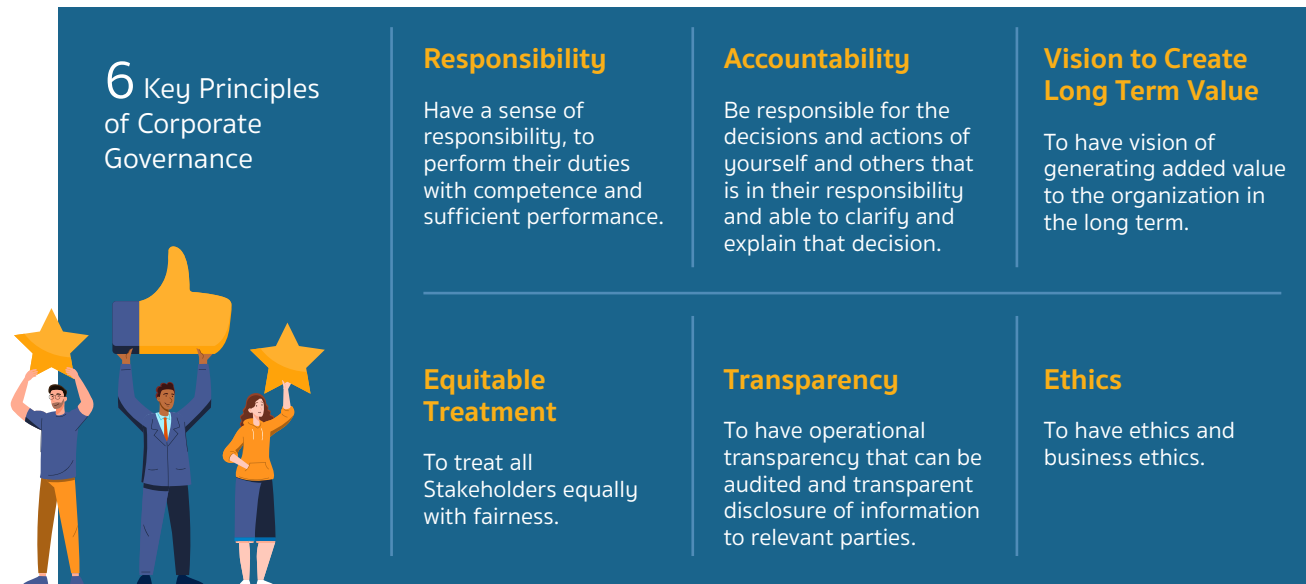 6 Key Principles
of Corporate
Governance
Responsibility
Have a sense of
responsibility, to
perform their duties
with competence and
sufficient performance.
Accountability
Be responsible for the
decisions and actions of
yourself and others that
is in their responsibility
and able to clarify and
explain that decision.
Vision to Create
Long Term Value
To have vision of
generating added value
to the organization in
the long term.
Equitable
Treatment
To treat all
Stakeholders equally
with fairness.
Transparency
To have operational
transparency that can be
audited and transparent
disclosure of information
to relevant parties.
Ethics
To have ethics and
business ethics.